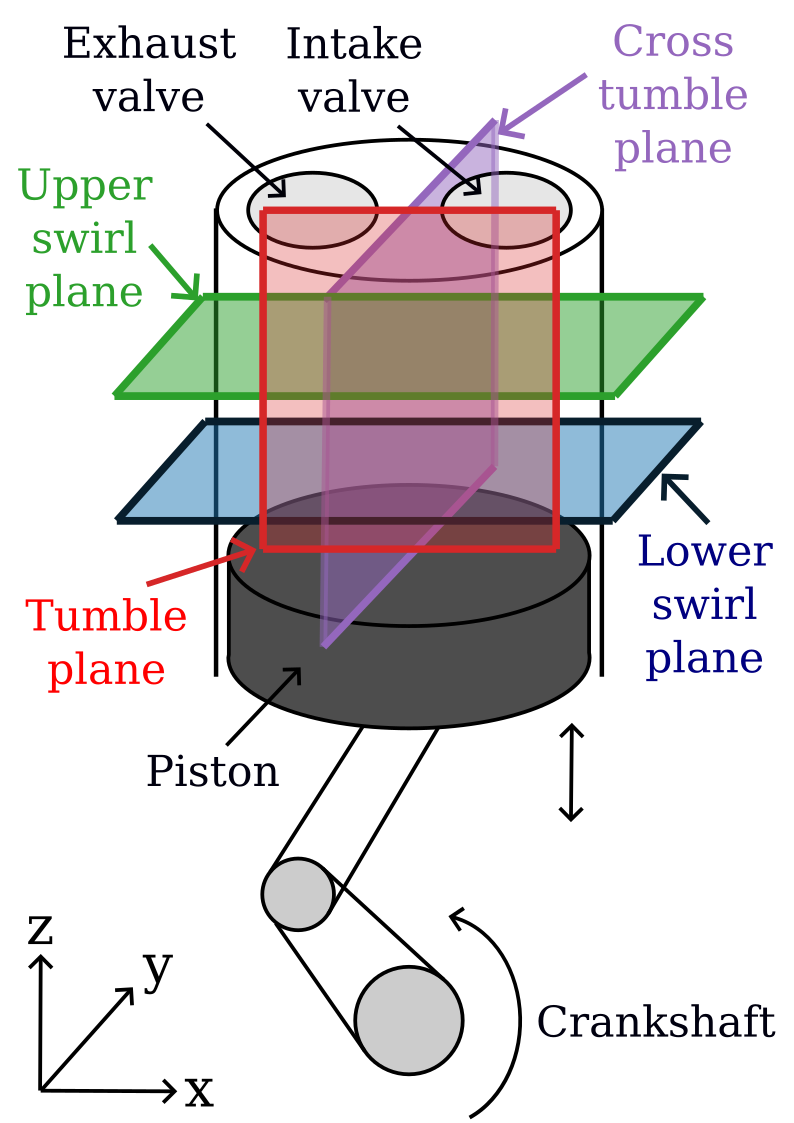 Exhaust
valve
Intake
valve
Cross
tumble
plane
Upper
swirl
plane
Lower
swirl
plane
Tumble
plane
Piston
z
y
x
Crankshaft